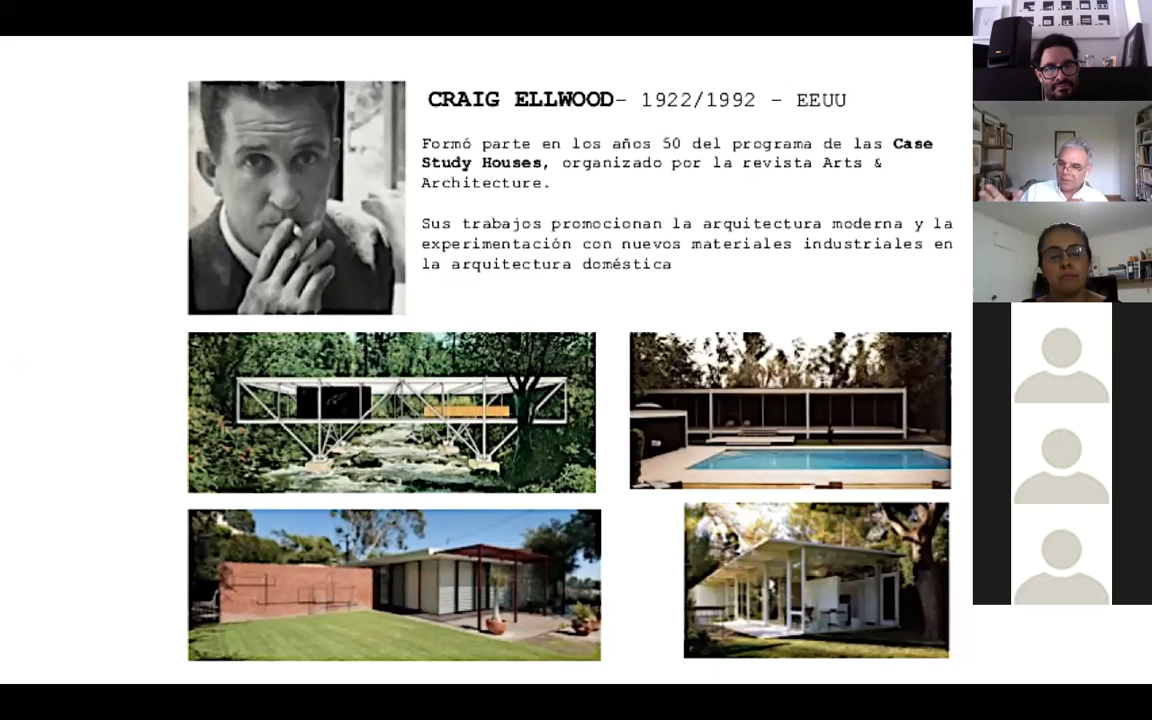 CRAIG ELLWOOD– 1922/1992 – EEUU
Formó parte en los años 50 del programa de las Case
Study Houses, organizado por la revista Arts &
Architecture.
Sus trabajos promocionan la arquitectura moderna y la
experimentación con nuevos materiales industriales en
la arquitectura doméstica